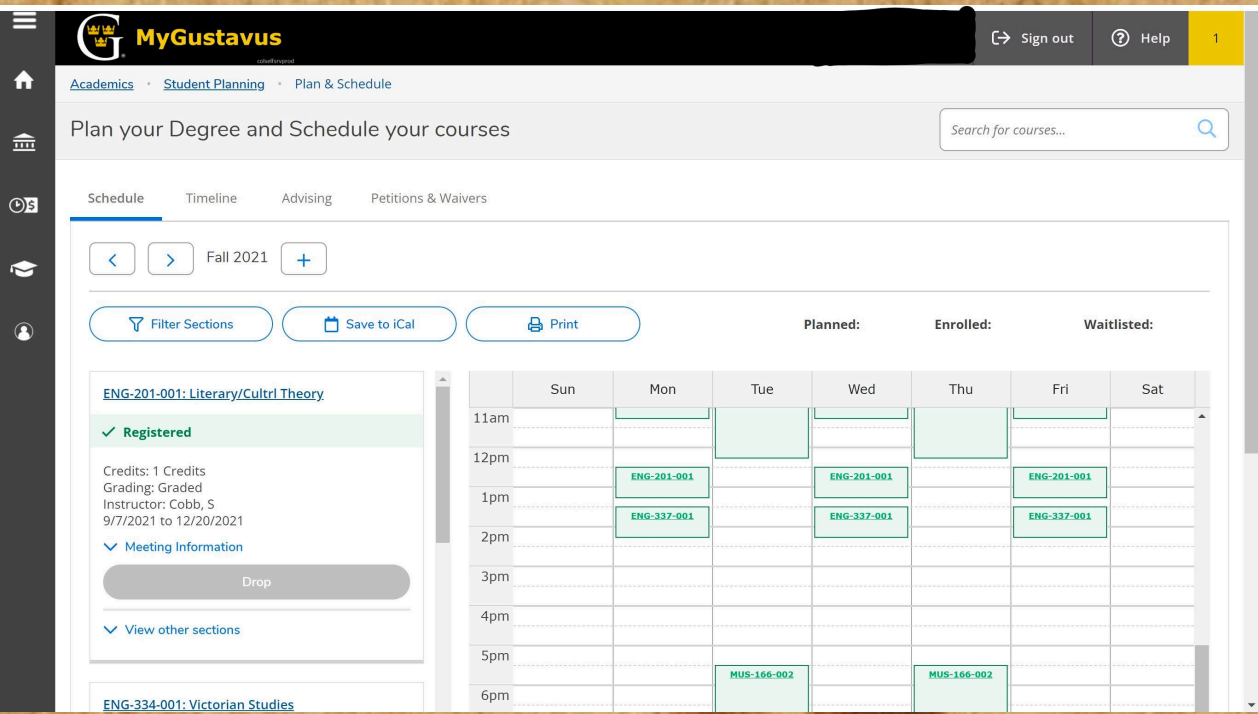 MyGustavus
colselfsrvprod
Sign out
Help
1
Academics · Student Planning · Plan & Schedule
Plan your Degree and Schedule your courses
Search for courses...
Schedule
Timeline
Advising
Petitions & Waivers
Fall 2021
Filter Sections
Save to iCal
Print
Planned:
Enrolled:
Waitlisted:
ENG-201-001: Literary/Cultrl Theory
Registered
Credits: 1 Credits
Grading: Graded
Instructor: Cobb, S
9/7/2021 to 12/20/2021
Meeting Information
Drop
View other sections
ENG-334-001: Victorian Studies
Sun Mon Tue Wed Thu Fri Sat
11am
12pm
ENG-201-001 ENG-201-001 ENG-201-001
1pm
ENG-337-001 ENG-337-001 ENG-337-001
2pm
3pm
4pm
5pm
MUS-166-002 MUS-166-002
6pm